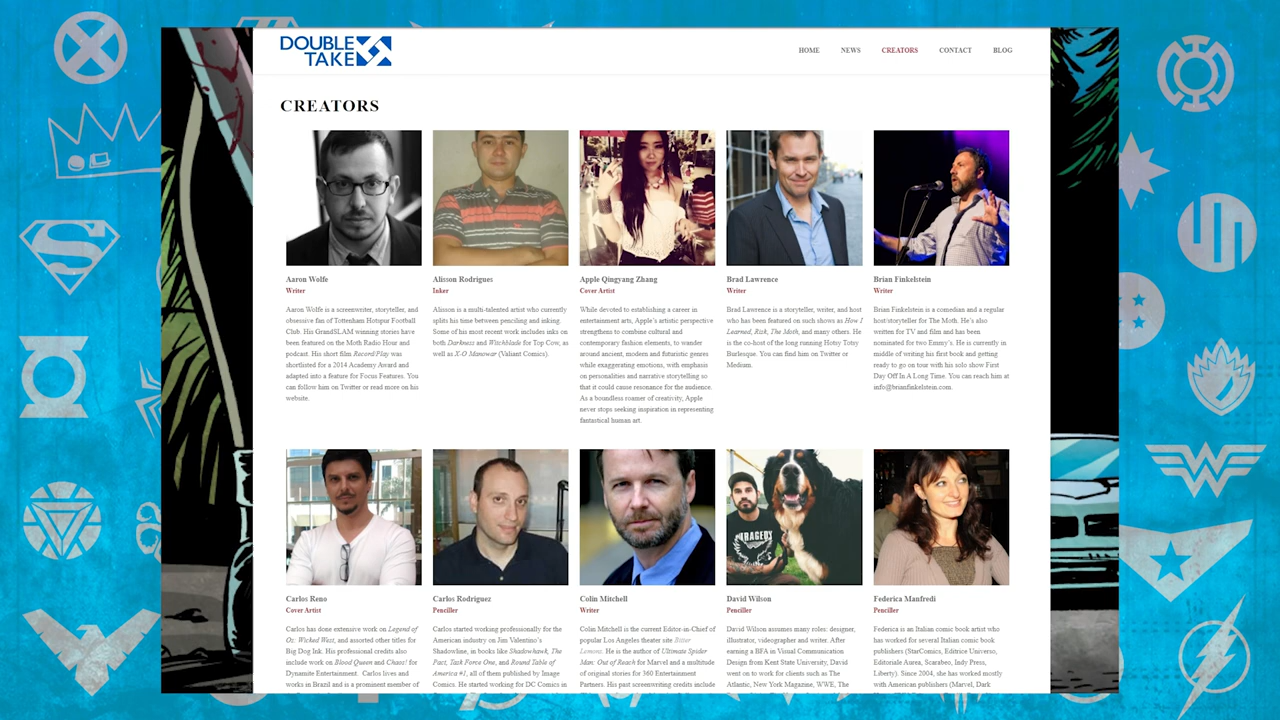 DOUBLE
TAKE
HOME NEWS CREATORS CONTACT BLOG
CREATORS
Aaron Wolfe
Writer
Aaron Wolfe is a screenwriter, storyteller, and
obsessive fan of Tottenham Hotspur Football
Club. His GrandSLAM winning stories have
been featured on the Moth Radio Hour and
podcast. His short film Record/Play was
shortlisted for a 2014 Academy Award and
adapted into a feature for Focus Features. You
can follow him on Twitter or read more on his
website.
Alisson Rodrigues
Inker
Alisson is a multi-talented artist who currently
splits his time between penciling and inking.
Some of his most recent work includes inks on
both Darkness and Witchblade for Top Cow, as
well as X-O Manowar (Valiant Comics).
Apple Qingyang Zhang
Cover Artist
While devoted to establishing a career in
entertainment arts, Apple's artistic perspective
strengthens to combine cultural and
contemporary fashion elements, to wander
around ancient, modern and futuristic genres
while exaggerating emotions, with emphasis
on personalities and narrative storytelling so
that it could cause resonance for the audience.
As a boundless roamer of creativity, Apple
never stops seeking inspiration in representing
fantastical human art.
Brad Lawrence
Writer
Brad Lawrence is a storyteller, writer, and host
who has been featured on such shows as How I
Learned, Risk, The Moth, and many others. He
is the co-host of the long running Hotsy Totsy
Burlesque. You can find him on Twitter or
Medium.
Brian Finkelstein
Writer
Brian Finkelstein is a comedian and a regular
host/storyteller for The Moth. He's also
written for TV and film and has been
nominated for two Emmy's. He is currently in
middle of writing his first book and getting
ready to go on tour with his solo show First
Day Off In A Long Time. You can reach him at
info@brianfinkelstein.com.
TRAGEDY
Carlos Reno
Cover Artist
Carlos has done extensive work on Legend of
Oz: Wicked West, and assorted other titles for
Big Dog Ink. His professional credits also
include work on Blood Queen and Chaos! for
Dynamite Entertainment. Carlos lives and
works in Brazil and is a prominent member of
Carlos Rodriguez
Penciller
Carlos started working professionally for the
American industry on Jim Valentino's
Shadowline, in books like Shadowhawk, The
Pact, Task Force One, and Round Table of
America #1, all of them published by Image
Comics. He started working for DC Comics in
Colin Mitchell
Writer
Colin Mitchell is the current Editor-in-Chief of
popular Los Angeles theater site Bitter
Lemons. He is the author of Ultimate Spider
Man: Out of Reach for Marvel and a multitude
of original stories for 360 Entertainment
Partners. His past screenwriting credits include
David Wilson
Penciller
David Wilson assumes many roles: designer,
illustrator, videographer and writer. After
earning a BFA in Visual Communication
Design from Kent State University, David
went on to work for clients such as The
Atlantic, New York Magazine, WWE, The
Federica Manfredi
Penciller
Federica is an Italian comic book artist who
has worked for several Italian comic book
publishers (StarComics, Editrice Universo,
Editoriale Aurea, Scarabeo, Indy Press,
Liberty). Since 2004, she has worked mostly
with American publishers (Marvel, Dark